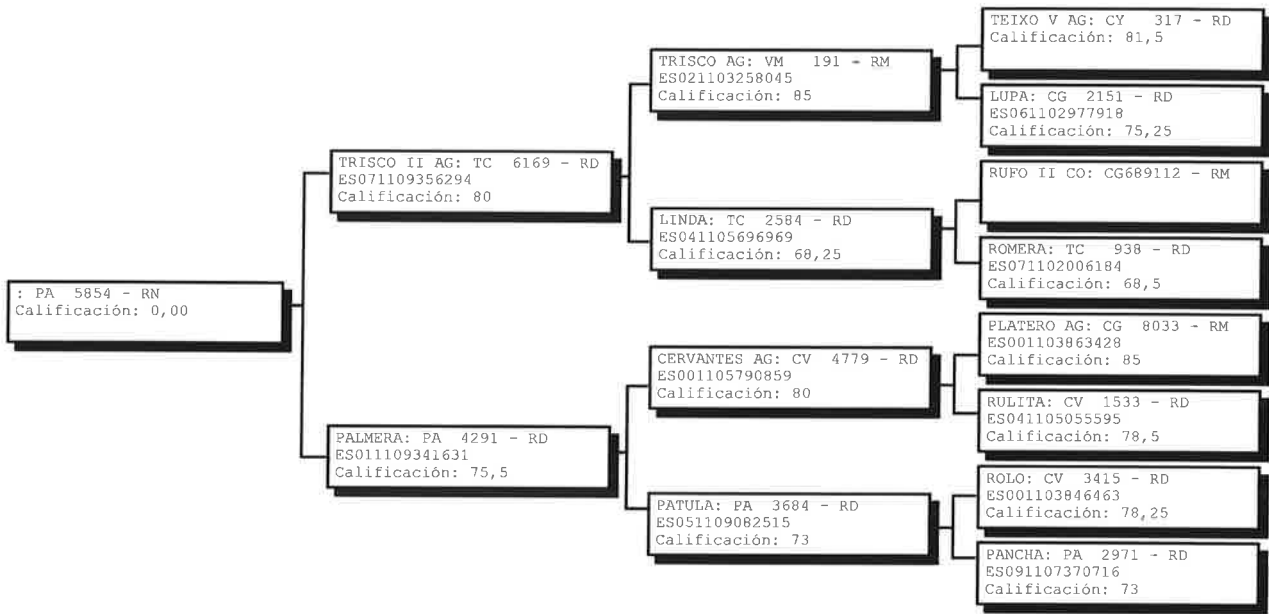 : PA 5854 - RN
Calificación: 0,00
TRISCO II AG: TC 6169 - RD
ES071109356294
Calificación: 80
PALMERA: PA 4291 - RD
ES011109341631
Calificación: 75,5
TRISCO AG: VM 191 - RM
ES021103258045
Calificación: 85
LINDA: TC 2584 - RD
ES041105696969
Calificación: 68,25
CERVANTES AG: CV 4779 - RD
ES001105790859
Calificación: 80
PATULA: PA 3684 - RD
ES051109082515
Calificación: 73
TEIXO V AG: CY 317 - RD
Calificación: 81,5
LUPA: CG 2151 - RD
ES061102977918
Calificación: 75,25
RUFO II CO: CG689112 - RM
ROMERA: TC 938 - RD
ES071102006184
Calificación: 68,5
PLATERO AG: CG 8033 - RM
ES001103863428
Calificación: 85
RULITA: CV 1533 - RD
ES041105055595
Calificación: 78,5
ROLO: CV 3415 - RD
ES001103846463
Calificación: 78,25
PANCHA: PA 2971 - RD
ES091107370716
Calificación: 73